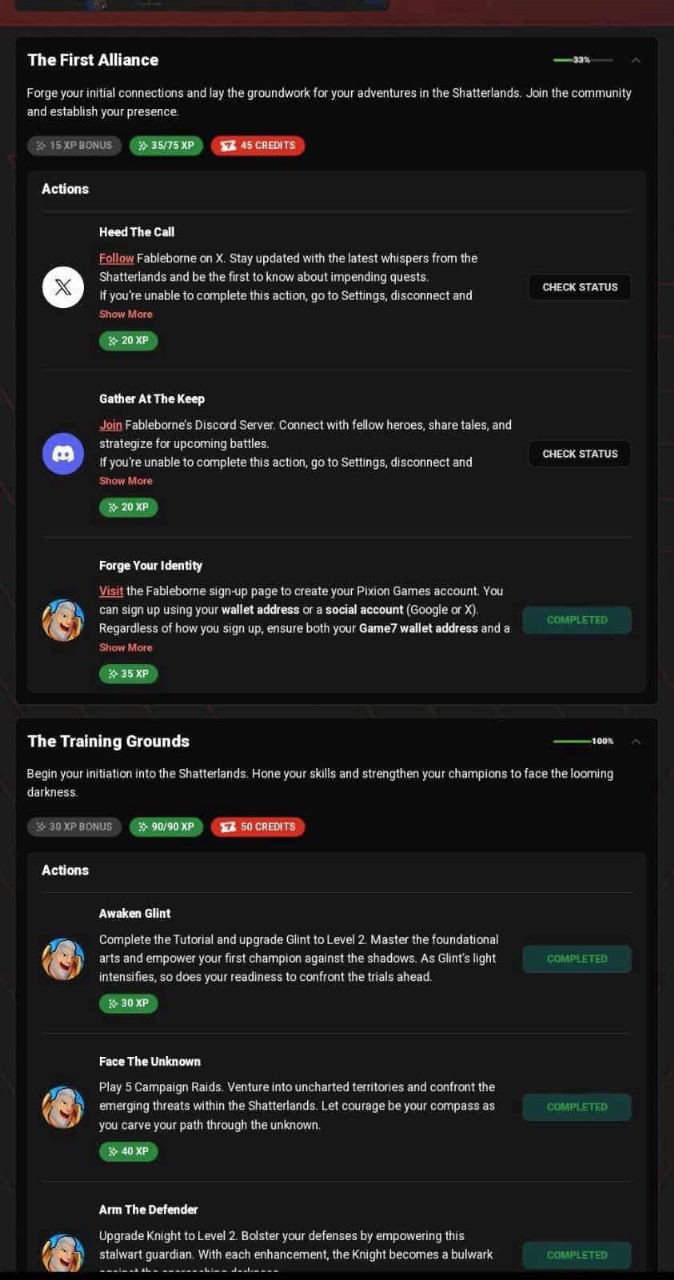 The First Alliance
33%
Forge your initial connections and lay the groundwork for your adventures in the Shatterlands. Join the community
and establish your presence.
15 XP BONUS
35/75 XP
45 CREDITS
Actions
Heed The Call
Follow Fableborne on X. Stay updated with the latest whispers from the
Shatterlands and be the first to know about impending quests.
If you're unable to complete this action, go to Settings, disconnect and
Show More
CHECK STATUS
20 XP
Gather At The Keep
Join Fableborne's Discord Server. Connect with fellow heroes, share tales, and
strategize for upcoming battles.
If you're unable to complete this action, go to Settings, disconnect and
Show More
CHECK STATUS
20 XP
Forge Your Identity
Visit the Fableborne sign-up page to create your Pixion Games account. You
can sign up using your wallet address or a social account (Google or X).
Regardless of how you sign up, ensure both your Game7 wallet address and a
Show More
COMPLETED
35 XP
The Training Grounds
100%
Begin your initiation into the Shatterlands. Hone your skills and strengthen your champions to face the looming
darkness.
30 XP BONUS
90/90 XP
50 CREDITS
Actions
Awaken Glint
Complete the Tutorial and upgrade Glint to Level 2. Master the foundational
arts and empower your first champion against the shadows. As Glint's light
intensifies, so does your readiness to confront the trials ahead.
COMPLETED
30 XP
Face The Unknown
Play 5 Campaign Raids. Venture into uncharted territories and confront the
emerging threats within the Shatterlands. Let courage be your compass as
you carve your path through the unknown.
COMPLETED
40 XP
Arm The Defender
Upgrade Knight to Level 2. Bolster your defenses by empowering this
stalwart guardian. With each enhancement, the Knight becomes a bulwark
against the approaching darkness.
COMPLETED